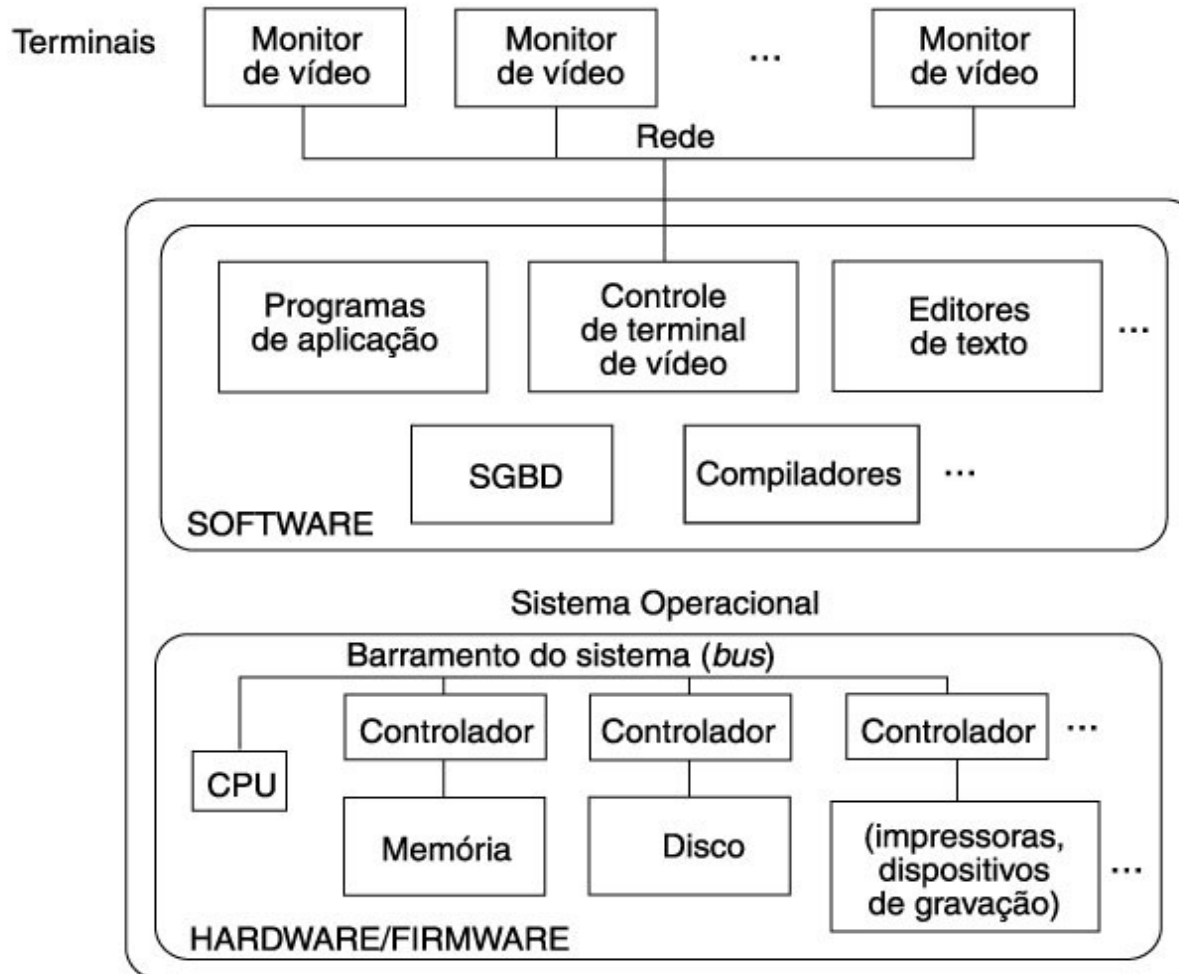 Terminais
Monitor
de vídeo
Monitor
de vídeo
...
Monitor
de vídeo
Rede
Programas
de aplicação
Controle
de terminal
de vídeo
Editores
de texto
...
SGBD
Compiladores
...
SOFTWARE
Sistema Operacional
Barramento do sistema (bus)
CPU
Controlador
Controlador
Controlador
...
Memória
Disco
(impressoras,
dispositivos
de gravação)
...
HARDWARE/FIRMWARE